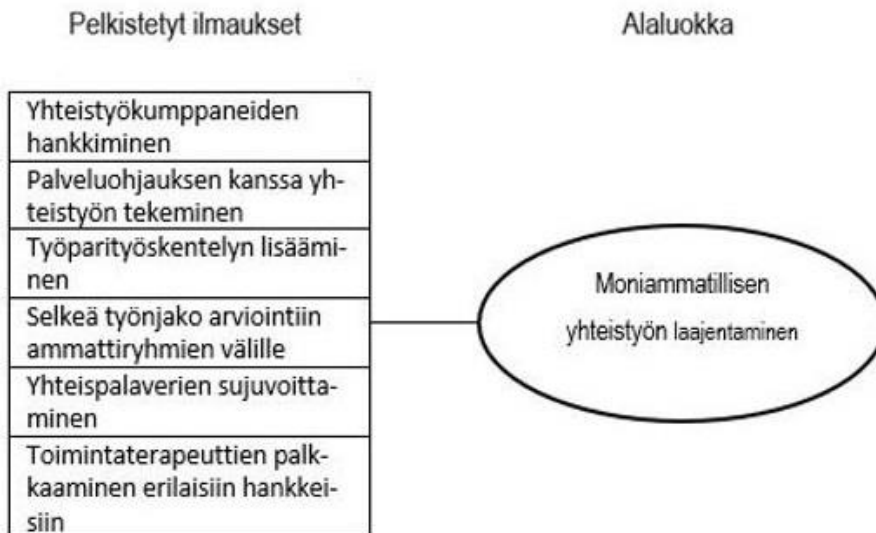 Pelkistetyt ilmaukset
Alaluokka
Yhteistyökumppaneiden
hankkiminen
Palveluohjauksen kanssa yh-
teistyön tekeminen
Työparityöskentelyn lisäämi-
nen
Selkeä työnjako arviointiin
ammattiryhmien välille
Yhteispalaverien sujuvoitta-
minen
Toimintaterapeuttien palk-
kaaminen erilaisiin hankkei-
siin
Moniammatillisen
yhteistyön laajentaminen